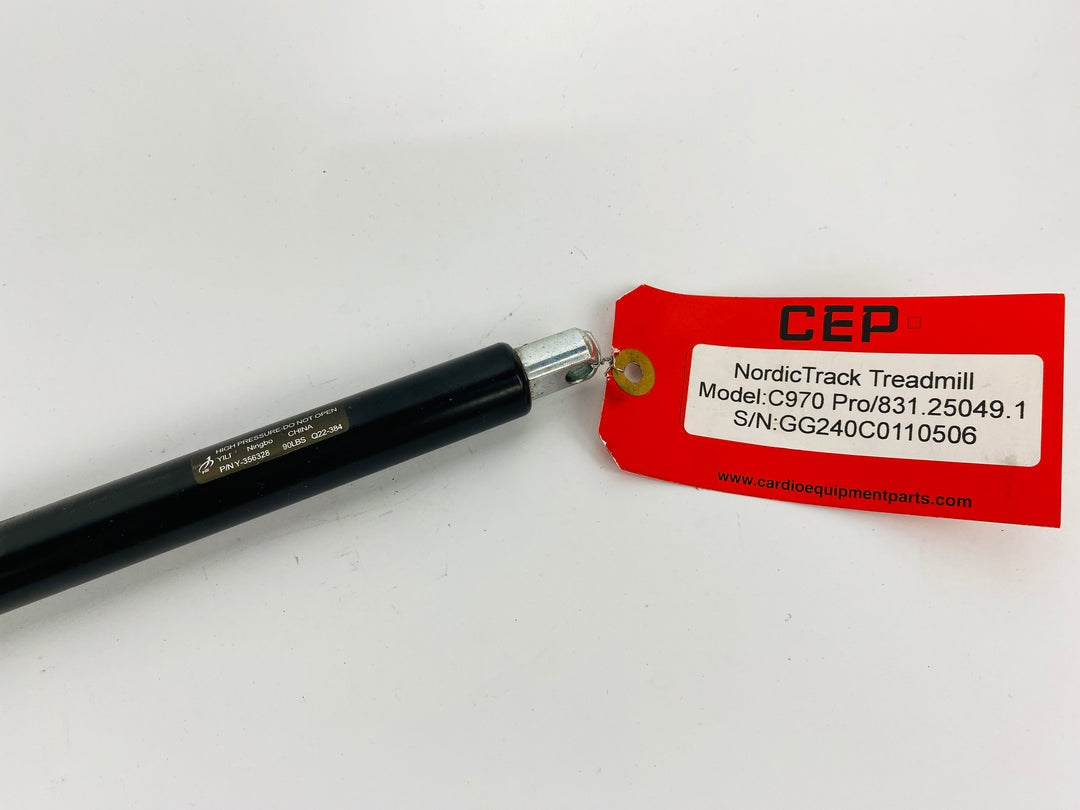 HIGH PRESSURE-DO NOT OPEN
YILI Ningbo CHINA
P/NY-356328 90LBS Q22-384
CEP
NordicTrack Treadmill
Model:C970 Pro/831.25049.1
S/N:GG240C0110506
www.cardioequipmentparts.com